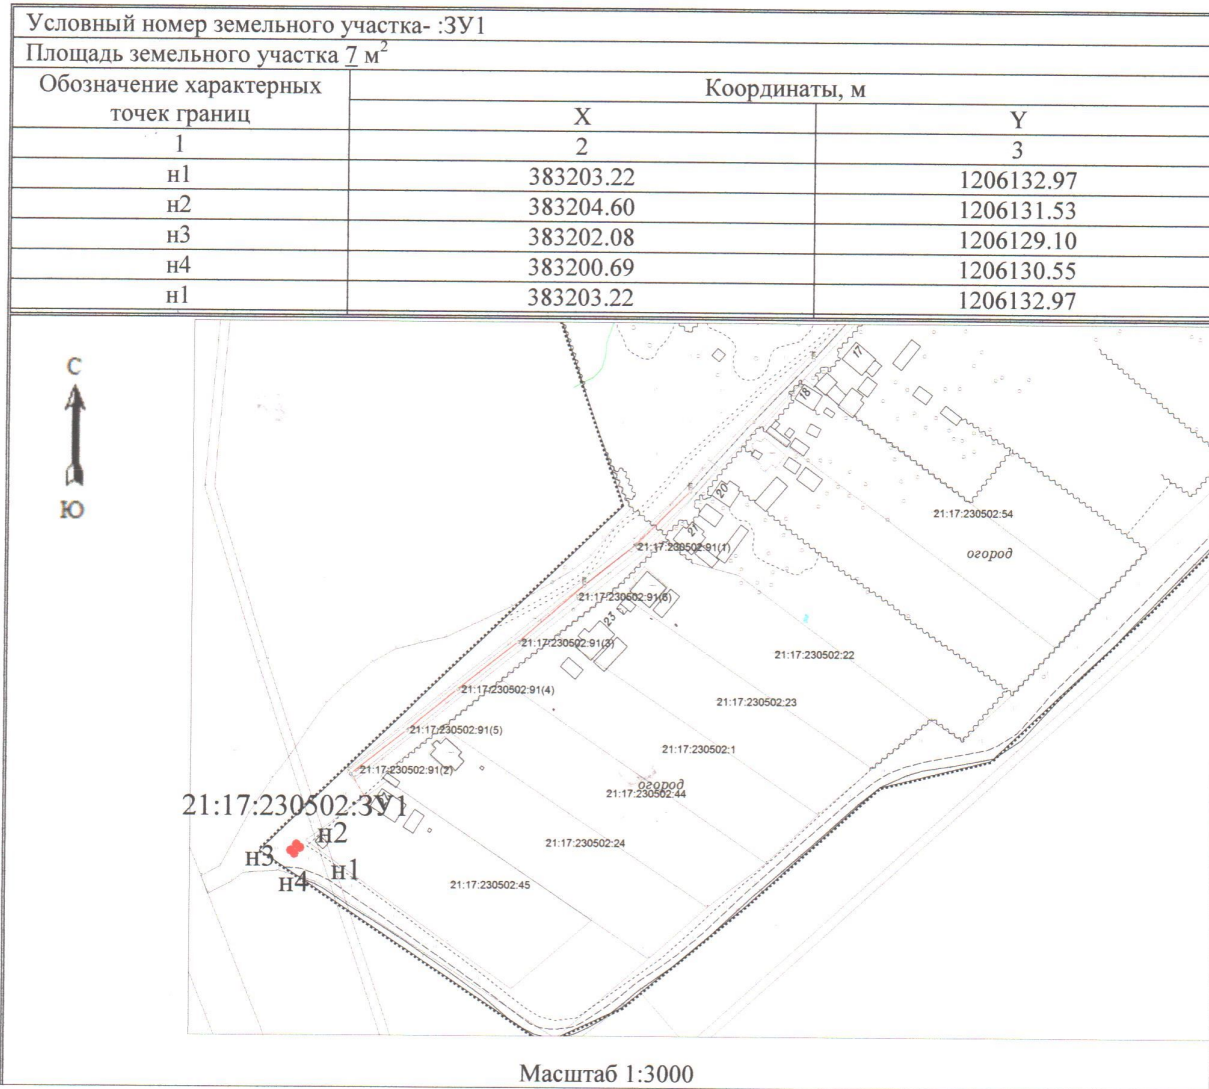 Условный номер земельного участка- :ЗУ1
Площадь земельного участка 7 м²
Обозначение характерных точек границ
Координаты, м
X Y
1 2 3
н1 383203.22 1206132.97
н2 383204.60 1206131.53
н3 383202.08 1206129.10
н4 383200.69 1206130.55
н1 383203.22 1206132.97
С
Ю
17
18
20
21
21:17:230502:54
огород
21:17:230502:91(1)
21:17:230502:91(6)
23
21:17:230502:91(3)
21:17:230502:22
21:17:230502:91(4)
21:17:230502:23
21:17:230502:91(5)
21:17:230502:1
21:17:230502:91(2)
огород
21:17:230502:44
21:17:230502:ЗУ1
н2
21:17:230502:24
н3
н1
н4
21:17:230502:45
Масштаб 1:3000